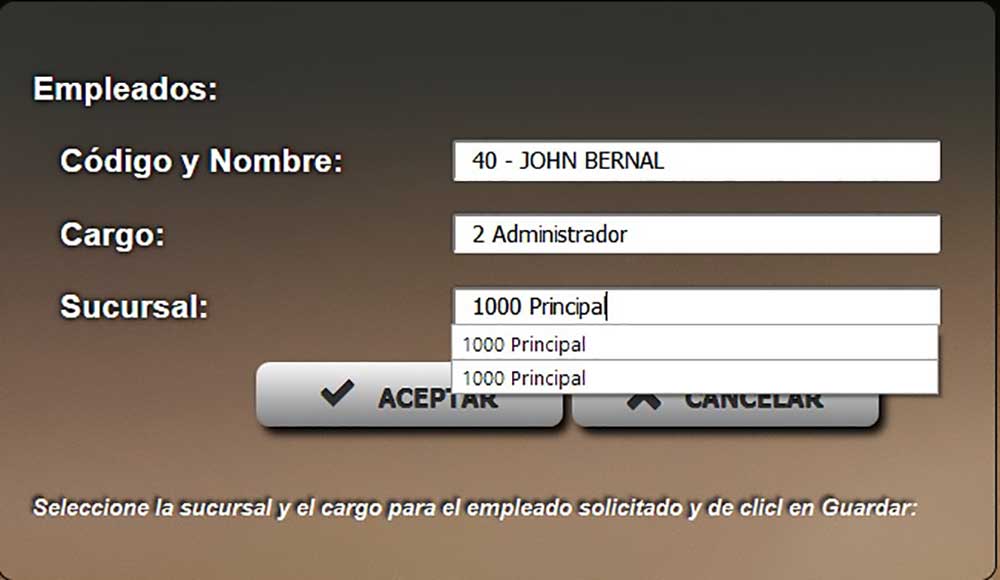 Empleados:
Código y Nombre: 40 - JOHN BERNAL
Cargo: 2 Administrador
Sucursal: 1000 Principal
1000 Principal
1000 Principal
ACEPTAR CANCELAR
Seleccione la sucursal y el cargo para el empleado solicitado y de clicl en Guardar: